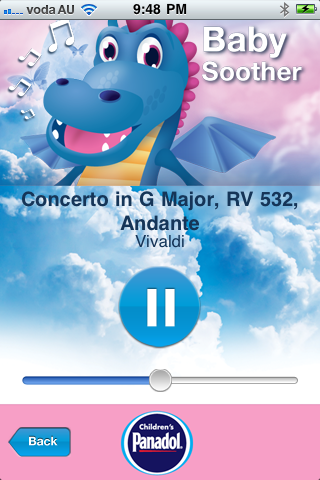 voda AU 9:48 PM
Baby
Soother
Concerto in G Major, RV 532,
Andante
Vivaldi
Back
Children's
Panadol